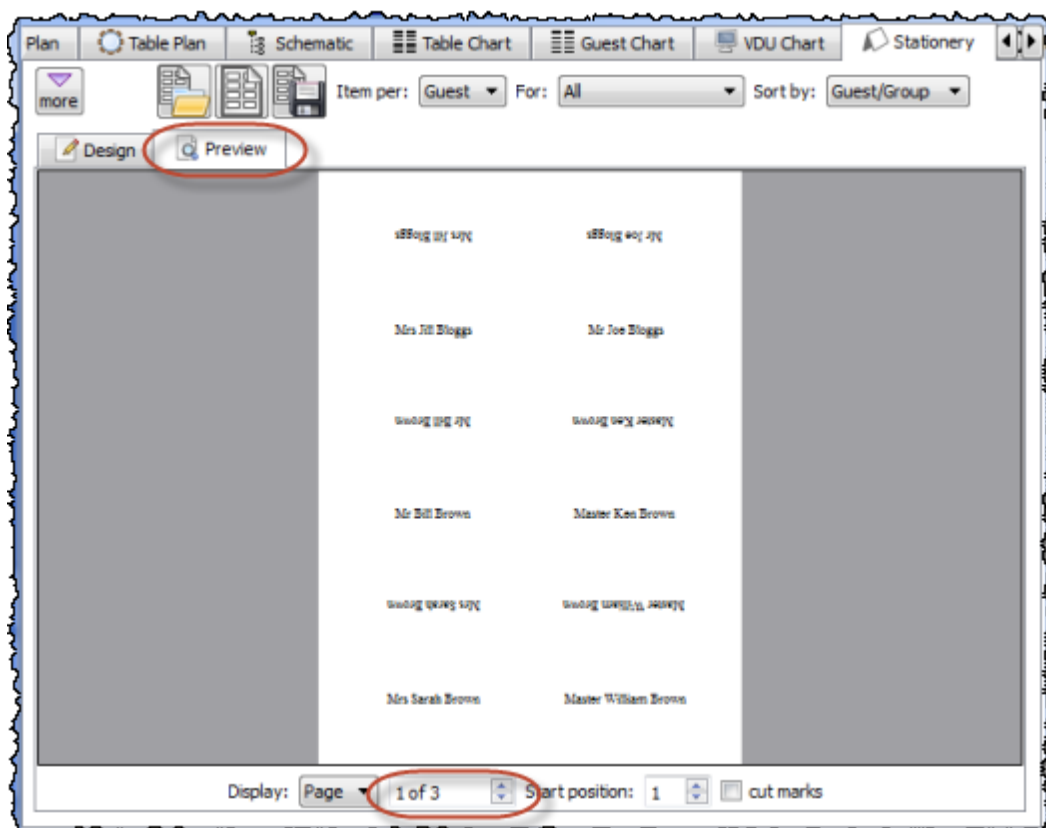 Plan Table Plan Schematic Table Chart Guest Chart VDU Chart Stationery
more Item per: Guest For: All Sort by: Guest/Group
Design Preview
Mrs Jill Bloggs Mr Joe Bloggs
Mrs Jill Bloggs Mr Joe Bloggs
Mr Bill Brown Master Ken Brown
Mr Bill Brown Master Ken Brown
Mrs Sarah Brown Master William Brown
Mrs Sarah Brown Master William Brown
Display: Page 1 of 3 Start position: 1 cut marks